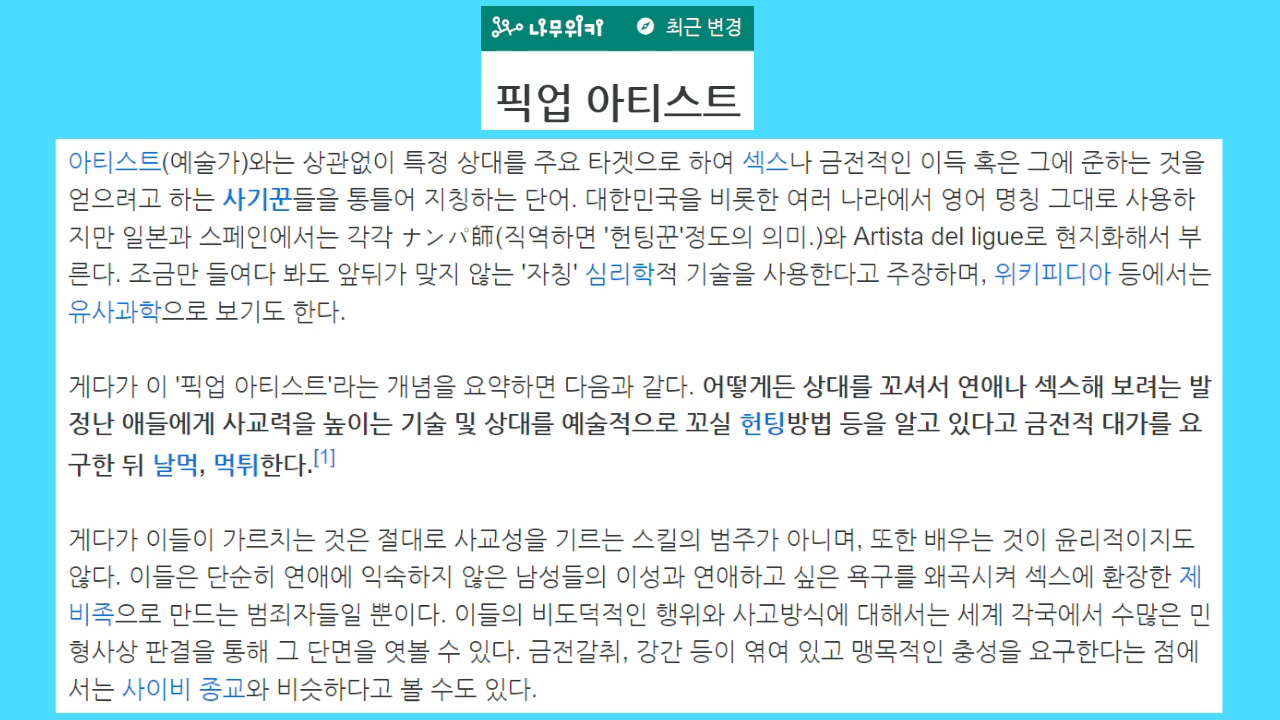 나무위키 최근 변경
픽업 아티스트
아티스트(예술가)와는 상관없이 특정 상대를 주요 타겟으로 하여 섹스나 금전적인 이득 혹은 그에 준하는 것을
얻으려고 하는 사기꾼들을 통틀어 지칭하는 단어. 대한민국을 비롯한 여러 나라에서 영어 명칭 그대로 사용하
지만 일본과 스페인에서는 각각 ナンパ師(직역하면 '헌팅꾼'정도의 의미.)와 Artista del ligue로 현지화해서 부
른다. 조금만 들여다 봐도 앞뒤가 맞지 않는 '자칭' 심리학적 기술을 사용한다고 주장하며, 위키피디아 등에서는
유사과학으로 보기도 한다.
게다가 이 '픽업 아티스트'라는 개념을 요약하면 다음과 같다. 어떻게든 상대를 꼬셔서 연애나 섹스해 보려는 발
정난 애들에게 사교력을 높이는 기술 및 상대를 예술적으로 꼬실 헌팅방법 등을 알고 있다고 금전적 대가를 요
구한 뒤 날먹, 먹튀한다.[1]
게다가 이들이 가르치는 것은 절대로 사교성을 기르는 스킬의 범주가 아니며, 또한 배우는 것이 윤리적이지도
않다. 이들은 단순히 연애에 익숙하지 않은 남성들의 이성과 연애하고 싶은 욕구를 왜곡시켜 섹스에 환장한 제
비족으로 만드는 범죄자들일 뿐이다. 이들의 비도덕적인 행위와 사고방식에 대해서는 세계 각국에서 수많은 민
형사상 판결을 통해 그 단면을 엿볼 수 있다. 금전갈취, 강간 등이 엮여 있고 맹목적인 충성을 요구한다는 점에
서는 사이비 종교와 비슷하다고 볼 수도 있다.